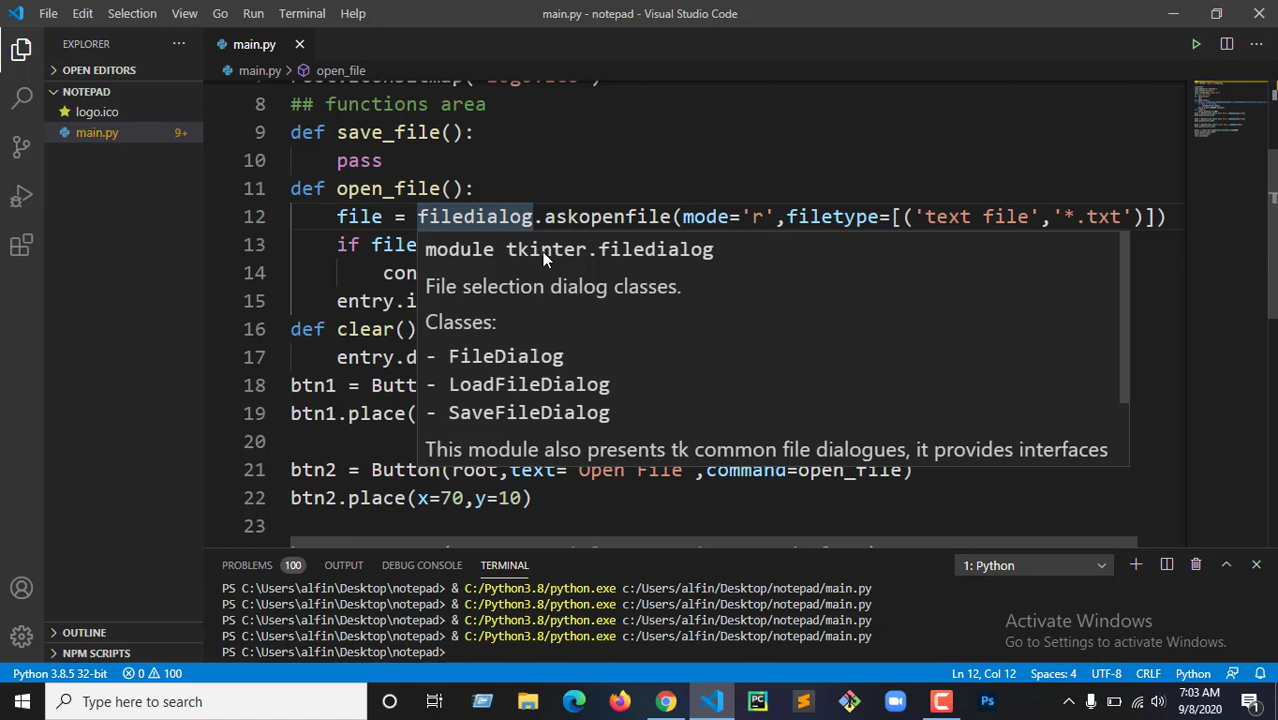 File Edit Selection View Go Run Terminal Help
main.py - notepad - Visual Studio Code
EXPLORER
main.py
OPEN EDITORS
main.py > open_file
NOTEPAD
logo.ico
main.py 9+
8 ## functions area
9 def save_file():
10 pass
11 def open_file():
12 file = filedialog.askopenfile(mode='r',filetype=[('text file','*.txt')])
13 if file
14 con
15 entry.i
16 def clear()
17 entry.d
18 btn1 = Butt
19 btn1.place(
20
21 btn2 = Button(root,text="Open File",command=open_file)
22 btn2.place(x=70,y=10)
23
module tkinter.filedialog
File selection dialog classes.
Classes:
- FileDialog
- LoadFileDialog
- SaveFileDialog
This module also presents tk common file dialogues, it provides interfaces
PROBLEMS 100 OUTPUT DEBUG CONSOLE TERMINAL
1: Python
PS C:\Users\alfin\Desktop\notepad> & C:/Python3.8/python.exe c:/Users/alfin/Desktop/notepad/main.py
PS C:\Users\alfin\Desktop\notepad> & C:/Python3.8/python.exe c:/Users/alfin/Desktop/notepad/main.py
PS C:\Users\alfin\Desktop\notepad> & C:/Python3.8/python.exe c:/Users/alfin/Desktop/notepad/main.py
PS C:\Users\alfin\Desktop\notepad> & C:/Python3.8/python.exe c:/Users/alfin/Desktop/notepad/main.py
PS C:\Users\alfin\Desktop\notepad>
Activate Windows
Go to Settings to activate Windows.
OUTLINE
NPM SCRIPTS
Python 3.8.5 32-bit 0 100
Ln 12, Col 12 Spaces: 4 UTF-8 CRLF Python
Type here to search
7:03 AM
9/8/2020